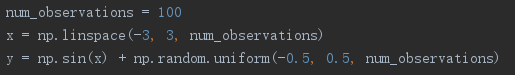 num_observations = 100
x = np.linspace(-3, 3, num_observations)
y = np.sin(x) + np.random.uniform(-0.5, 0.5, num_observations)